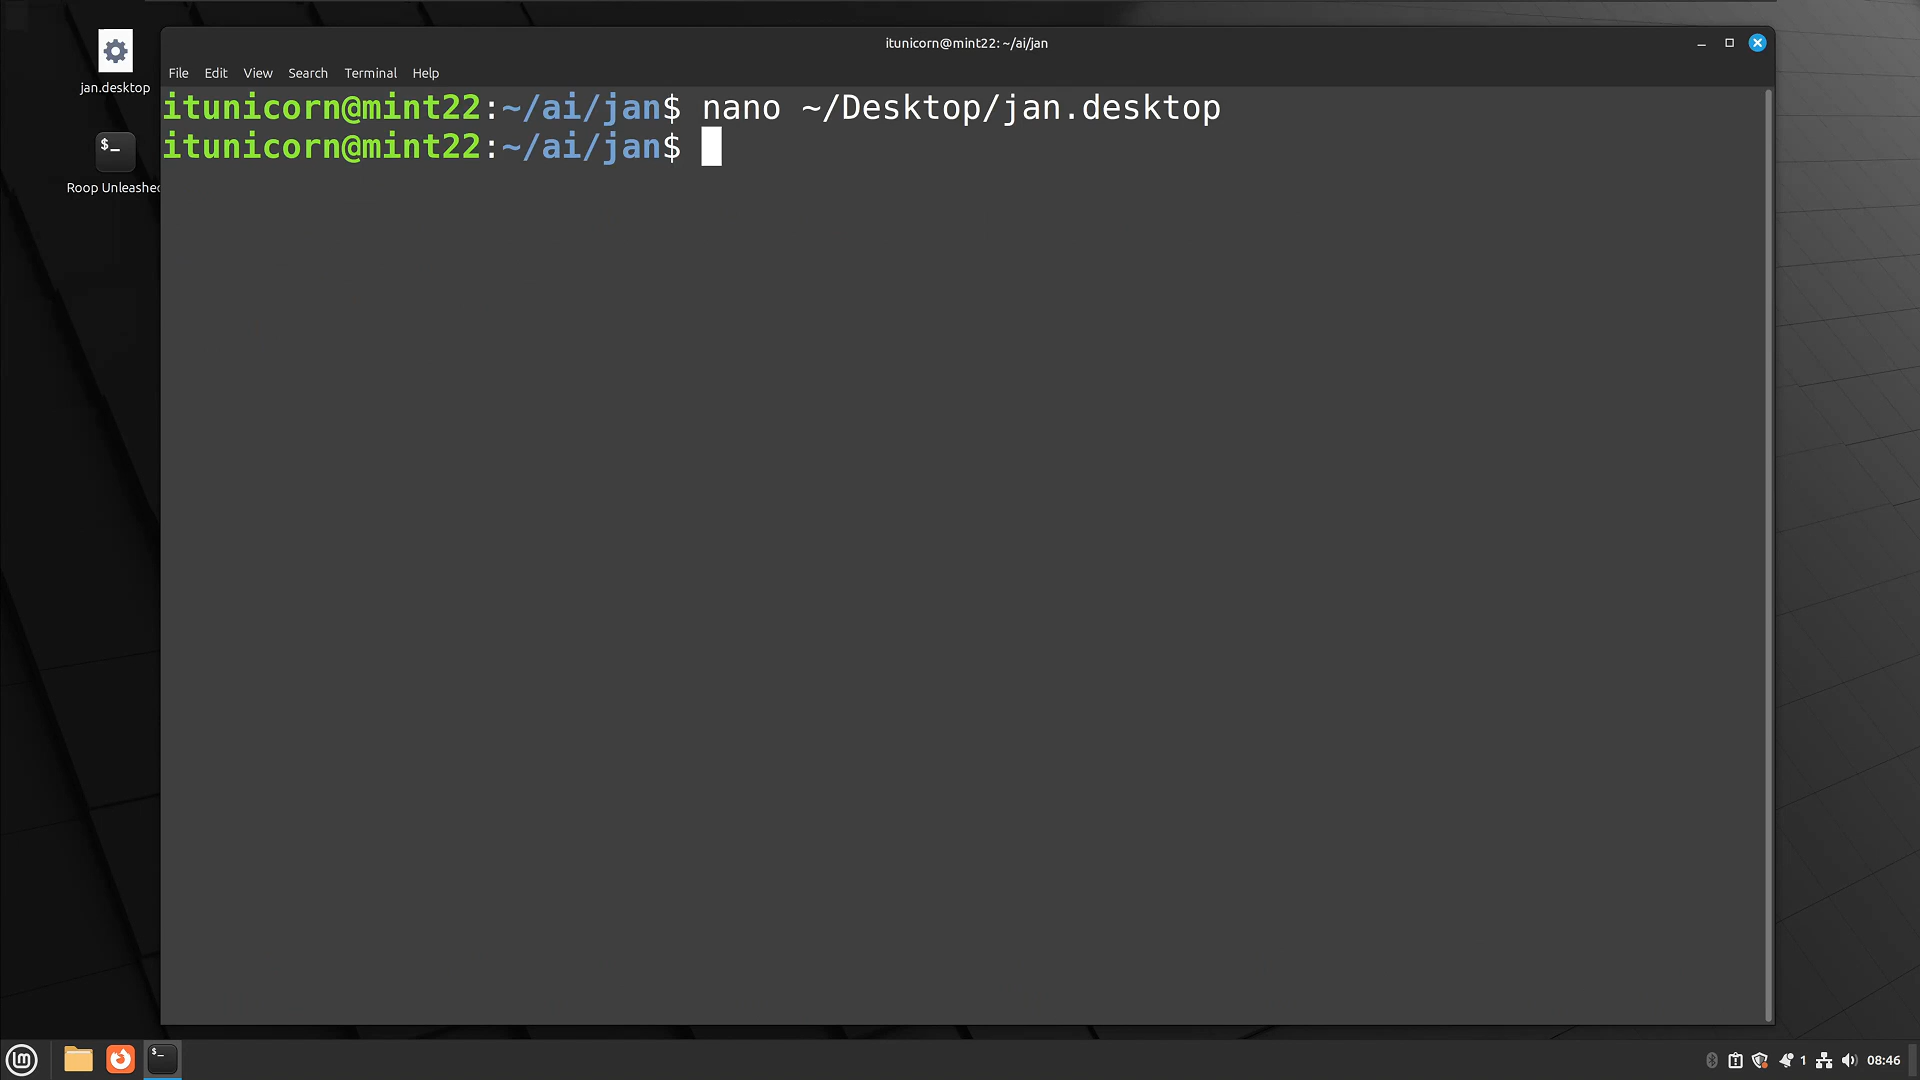 itunicorn@mint22: ~/ai/jan
File Edit View Search Terminal Help
itunicorn@mint22:~/ai/jan$ nano ~/Desktop/jan.desktop
itunicorn@mint22:~/ai/jan$
jan.desktop
$_
Roop Unleashed
$_
1
08:46